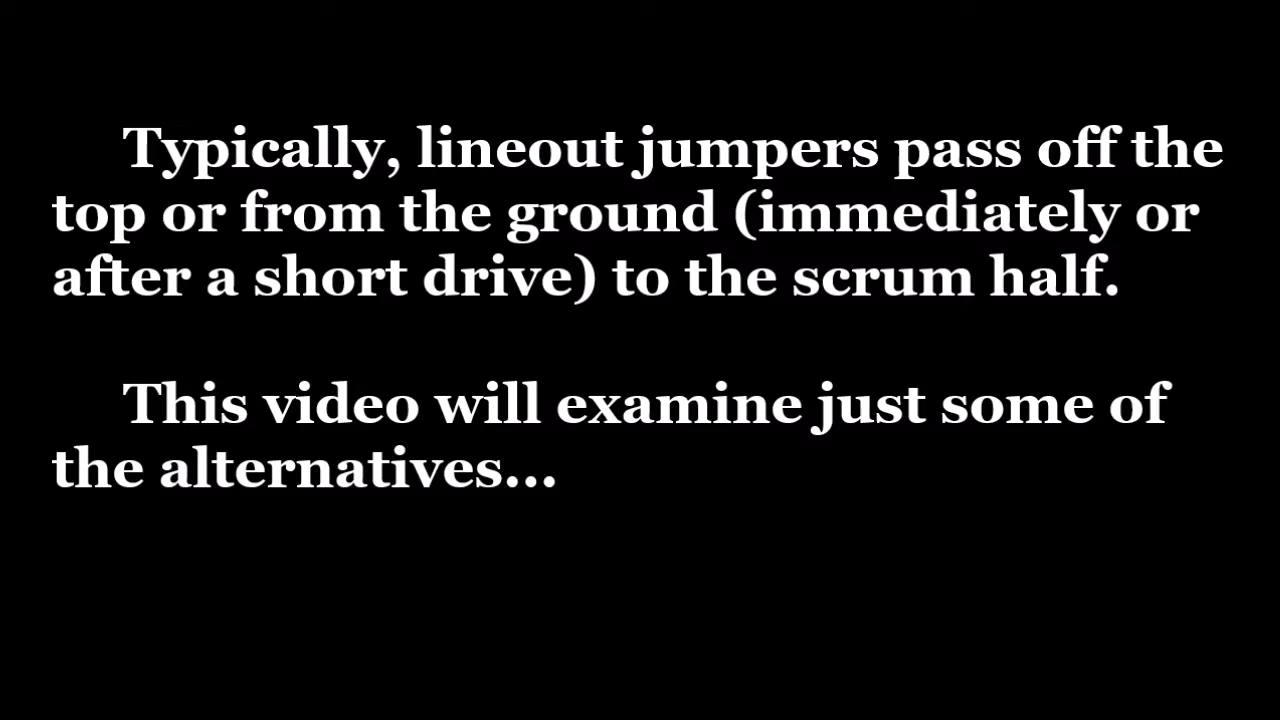 Typically, lineout jumpers pass off the
top or from the ground (immediately or
after a short drive) to the scrum half.
This video will examine just some of
the alternatives...